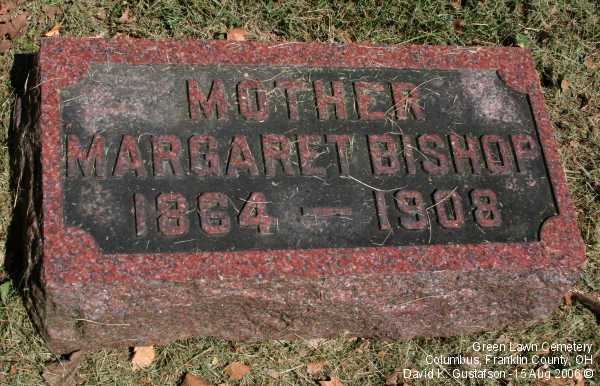 MOTHER
MARGARET BISHOP
1864 — 1908
Green Lawn Cemetery
Columbus, Franklin County, OH
David K. Gustafson - 15 Aug 2006 ©